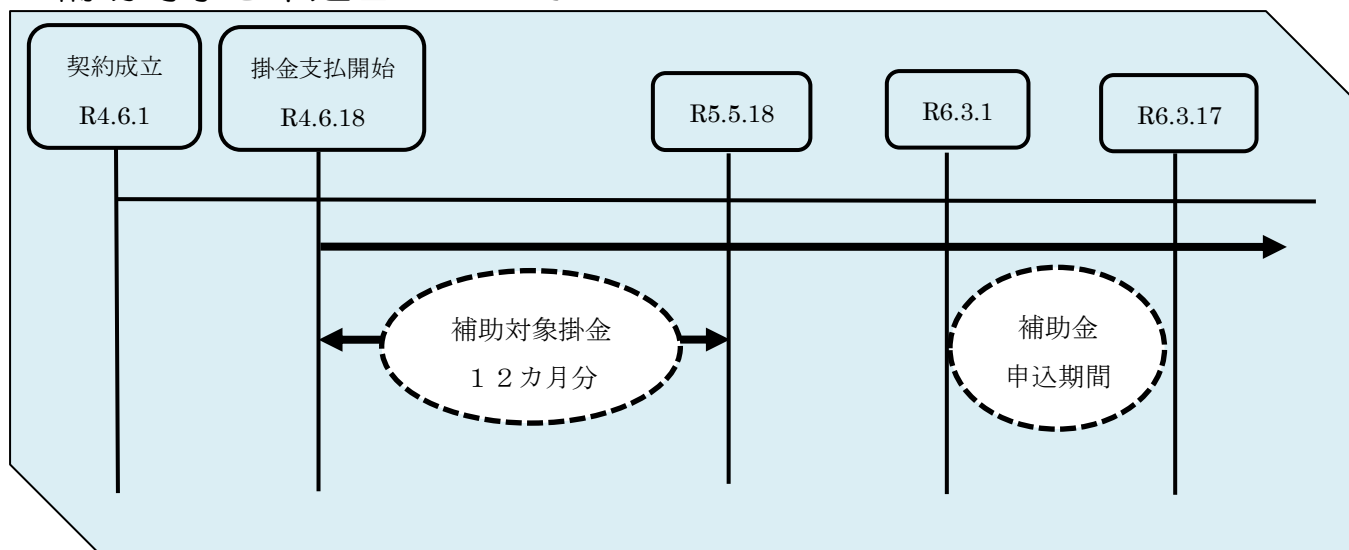 契約成立
R4.6.1
掛金支払開始
R4.6.18
R5.5.18
R6.3.1
R6.3.17
補助対象掛金
１２カ月分
補助金
申込期間